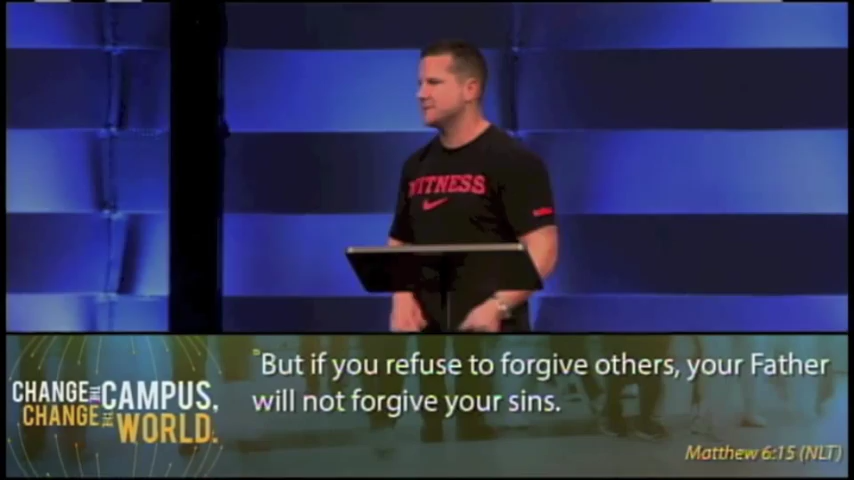 WITNESS
CHANGE THE CAMPUS,
CHANGE THE WORLD.
But if you refuse to forgive others, your Father
will not forgive your sins.
Matthew 6:15 (NLT)